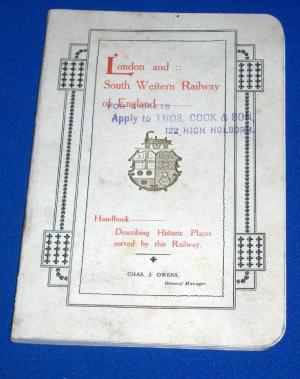 London and ::
South Western Railway
of England
FOR TICKETS
Apply to THOS. COOK & SON,
122 HIGH HOLBORN.
Handbook
Describing Historic Places
served by this Railway.
CHAS. J. OWENS,
General Manager.